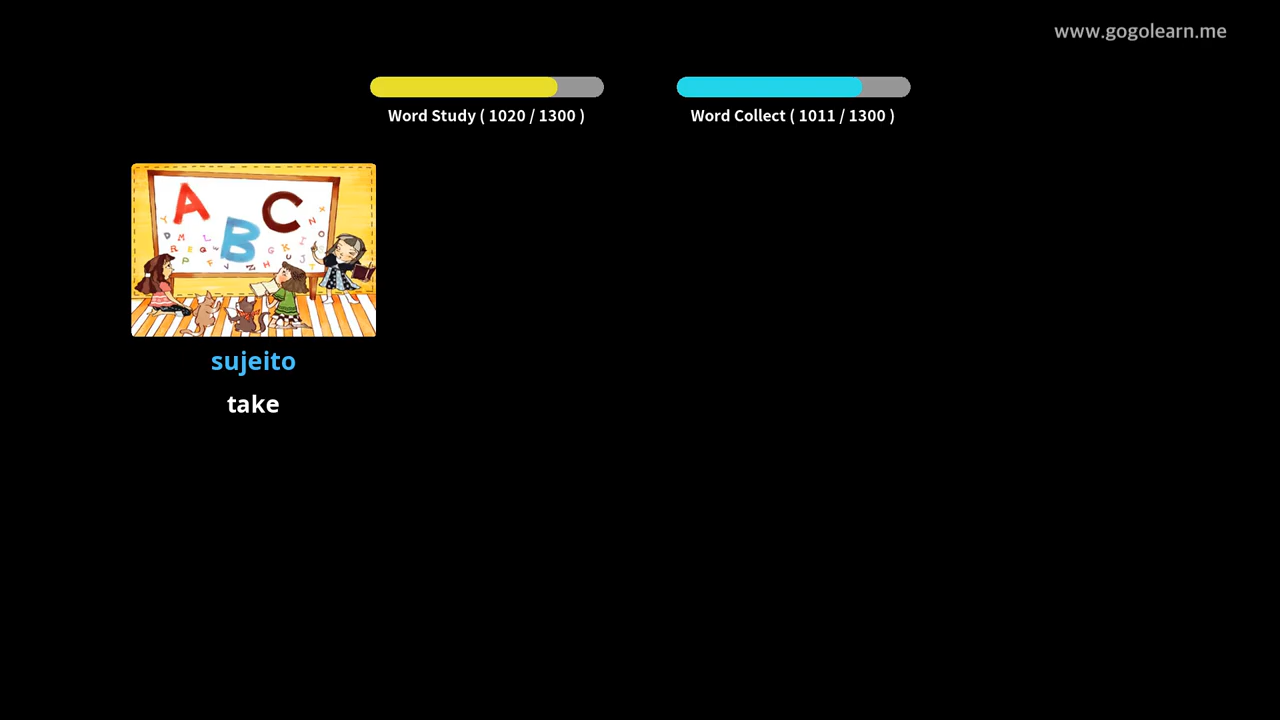 www.gogolearn.me
Word Study ( 1020 / 1300 )
Word Collect ( 1011 / 1300 )
A
B
C
sujeito
take